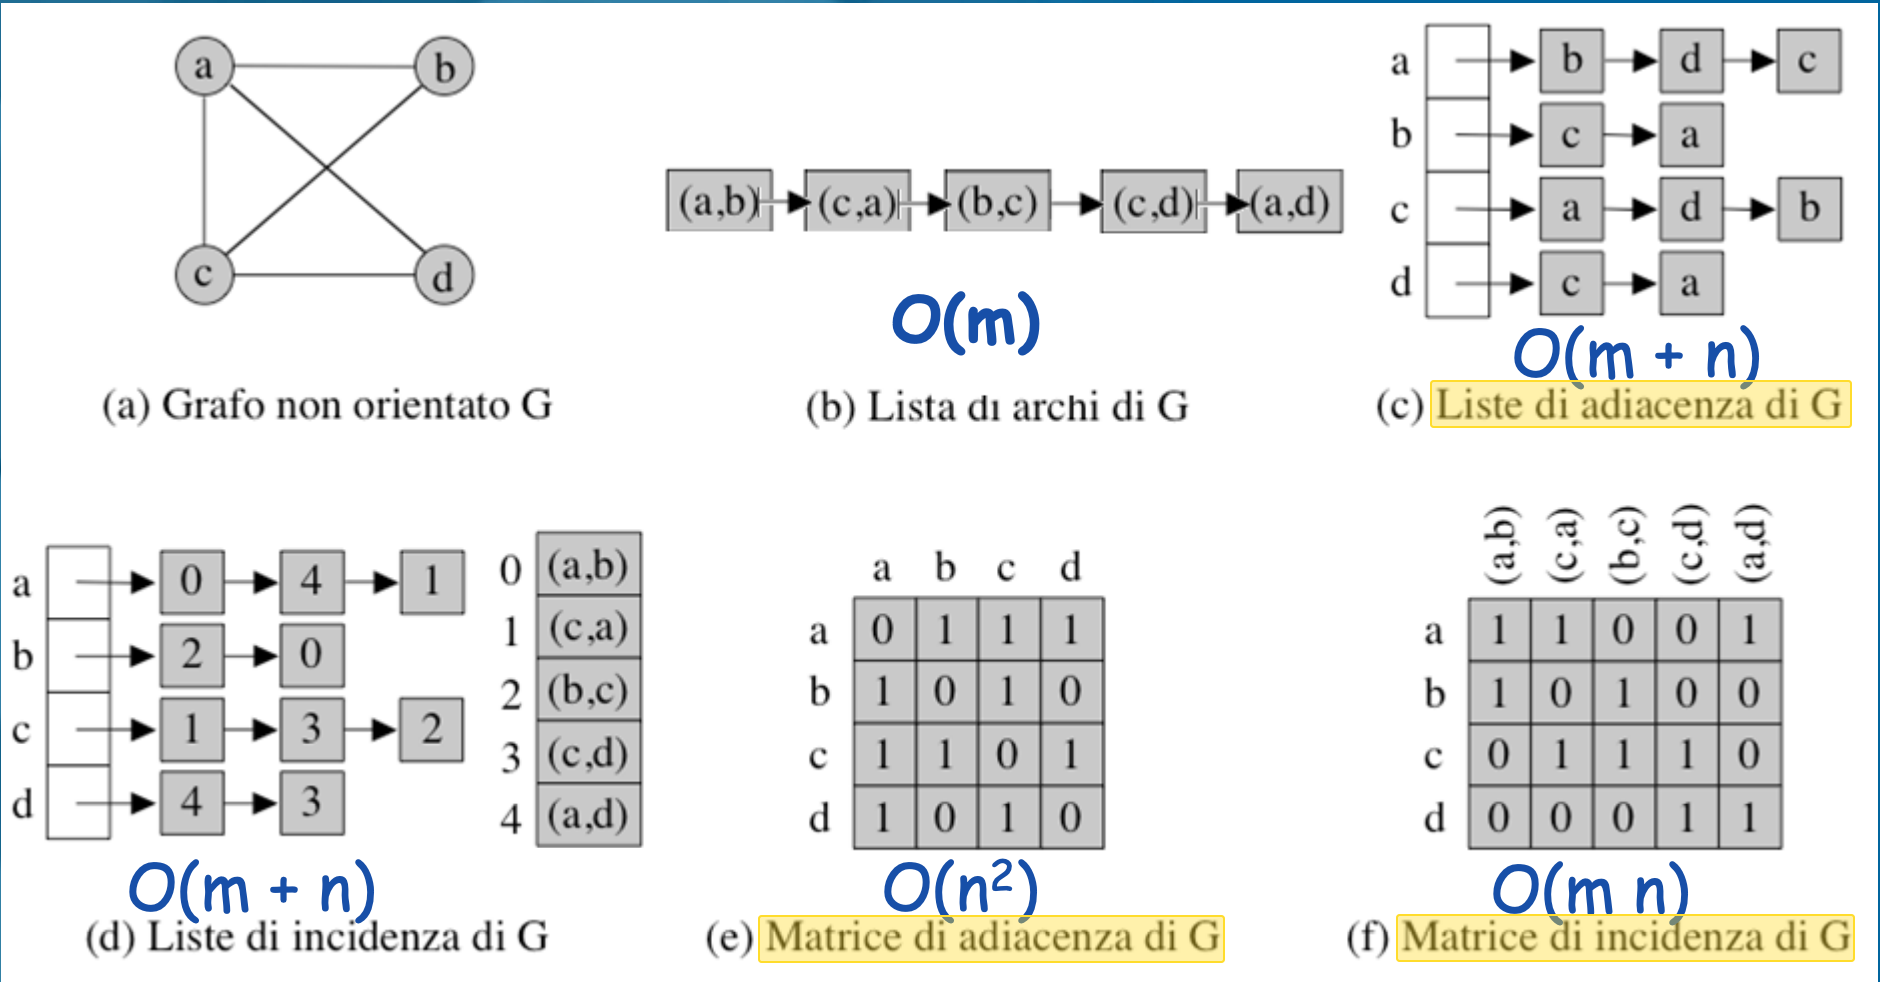 a b
c d
(a) Grafo non orientato G
(a,b) (c,a) (b,c) (c,d) (a,d)
O(m)
(b) Lista di archi di G
a b d c
b c a
c a d b
d c a
O(m + n)
(c) Liste di adiacenza di G
a 0 4 1
b 2 0
c 1 3 2
d 4 3
0 (a,b)
1 (c,a)
2 (b,c)
3 (c,d)
4 (a,d)
O(m + n)
(d) Liste di incidenza di G
a b c d
a 0 1 1 1
b 1 0 1 0
c 1 1 0 1
d 1 0 1 0
O(n²)
(e) Matrice di adiacenza di G
(a,b) (c,a) (b,c) (c,d) (a,d)
a 1 1 0 0 1
b 1 0 1 0 0
c 0 1 1 1 0
d 0 0 0 1 1
O(m n)
(f) Matrice di incidenza di G